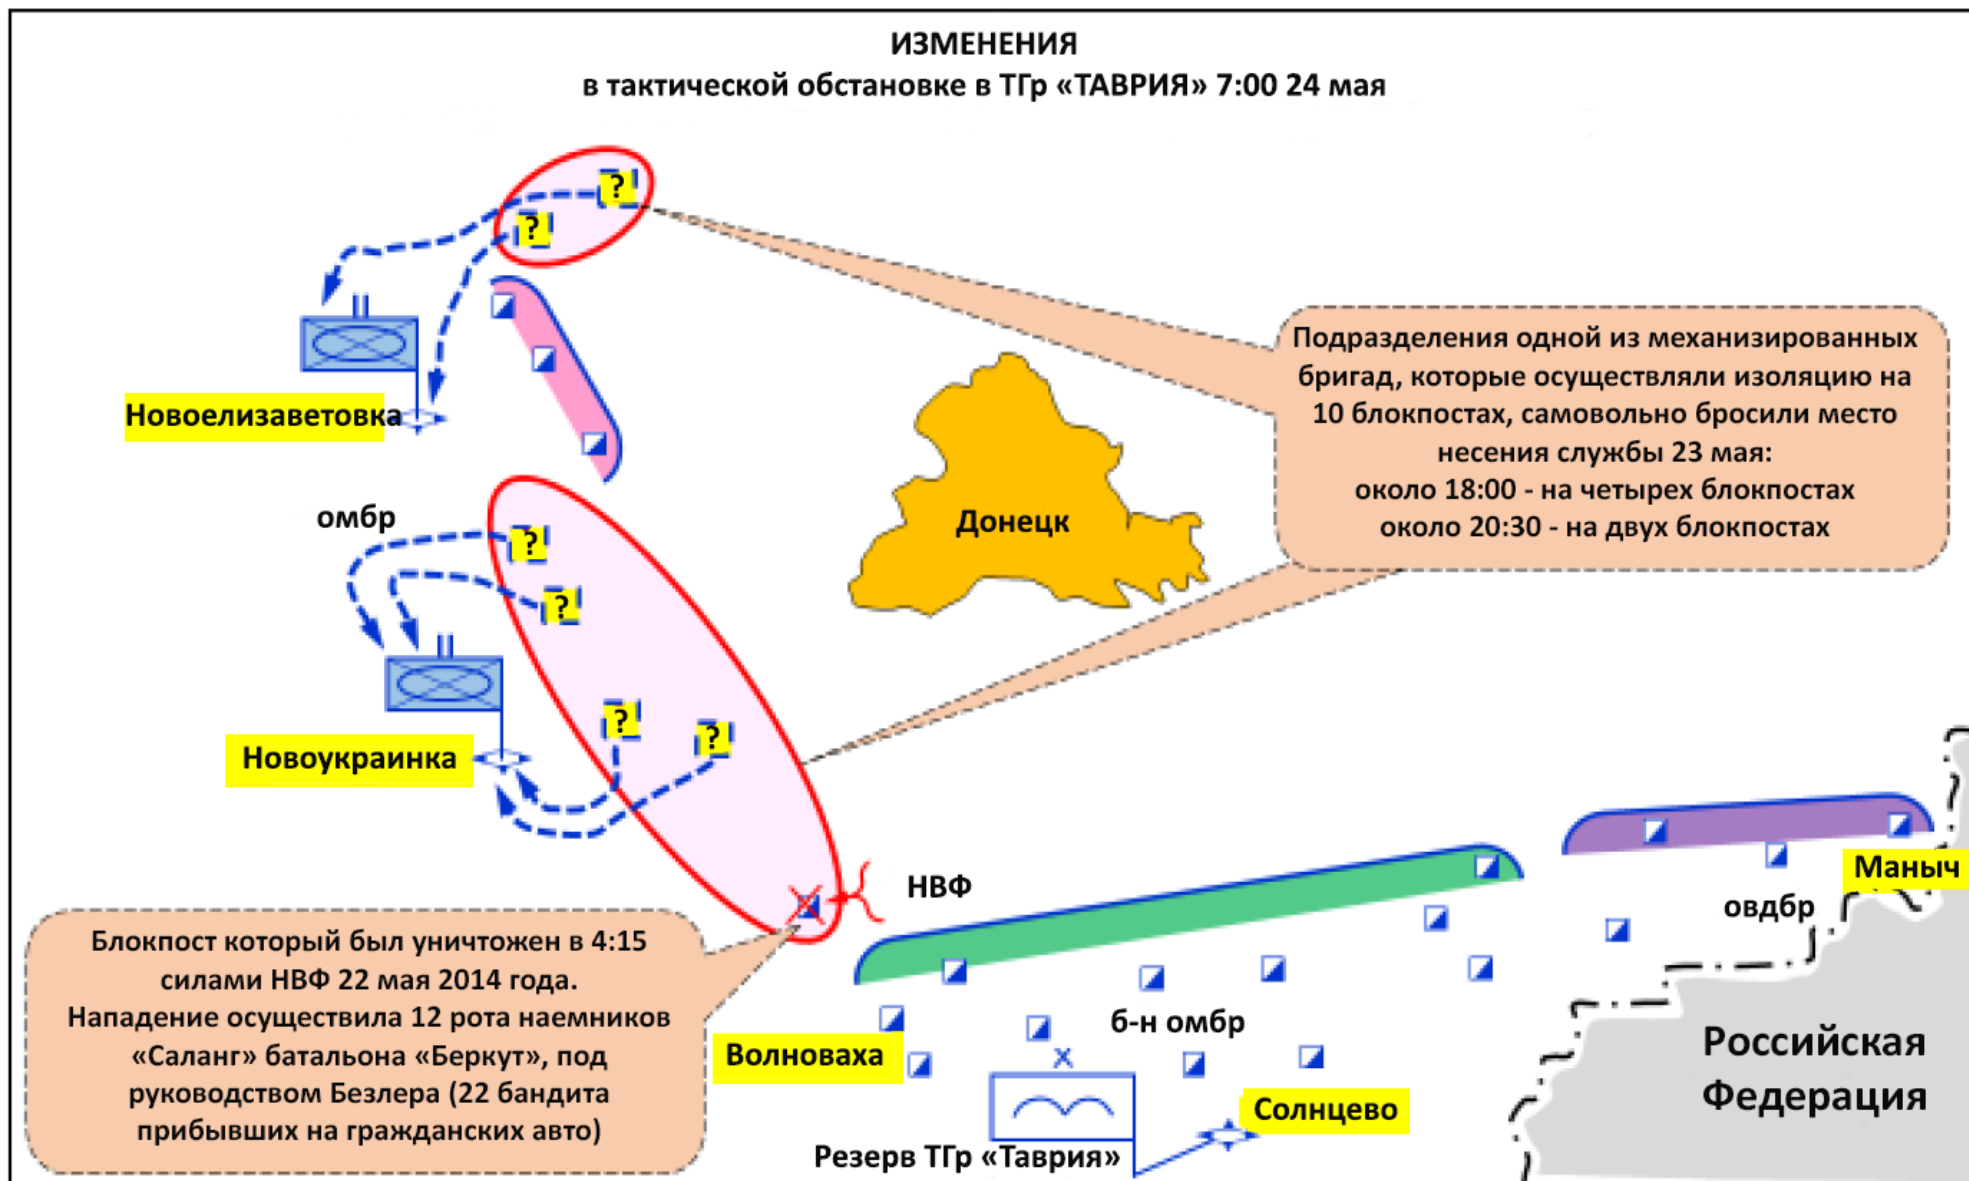 ИЗМЕНЕНИЯ
в тактической обстановке в ТГр «ТАВРИЯ» 7:00 24 мая
?
?
Подразделения одной из механизированных
бригад, которые осуществляли изоляцию на
10 блокпостах, самовольно бросили место
несения службы 23 мая:
около 18:00 - на четырех блокпостах
около 20:30 - на двух блокпостах
Новоелизаветовка
омбр
Донецк
?
?
?
?
Новоукраинка
НВФ
Маныч
овдбр
Блокпост который был уничтожен в 4:15
силами НВФ 22 мая 2014 года.
Нападение осуществила 12 рота наемников
«Саланг» батальона «Беркут», под
руководством Безлера (22 бандита
прибывших на гражданских авто)
Волноваха
б-н омбр
х
Солнцево
Резерв ТГр «Таврия»
Российская
Федерация